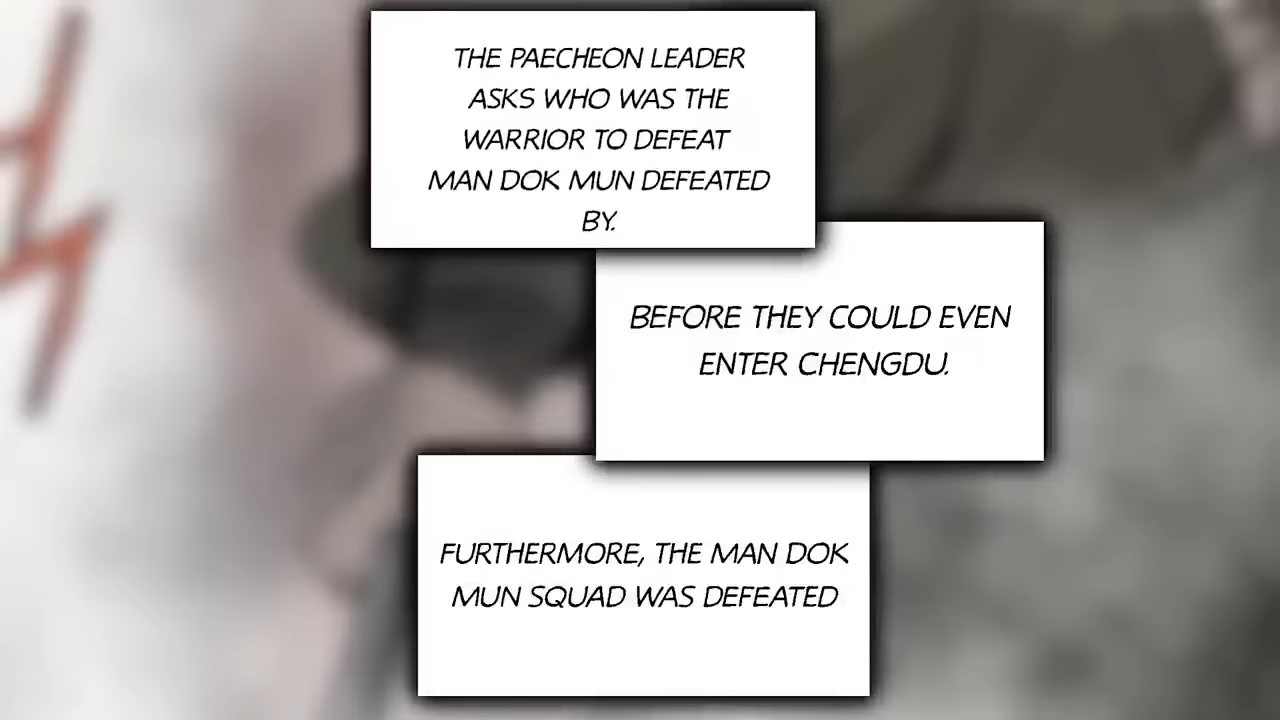 THE PAECHEON LEADER
ASKS WHO WAS THE
WARRIOR TO DEFEAT
MAN DOK MUN DEFEATED
BY.
BEFORE THEY COULD EVEN
ENTER CHENGDU.
FURTHERMORE, THE MAN DOK
MUN SQUAD WAS DEFEATED